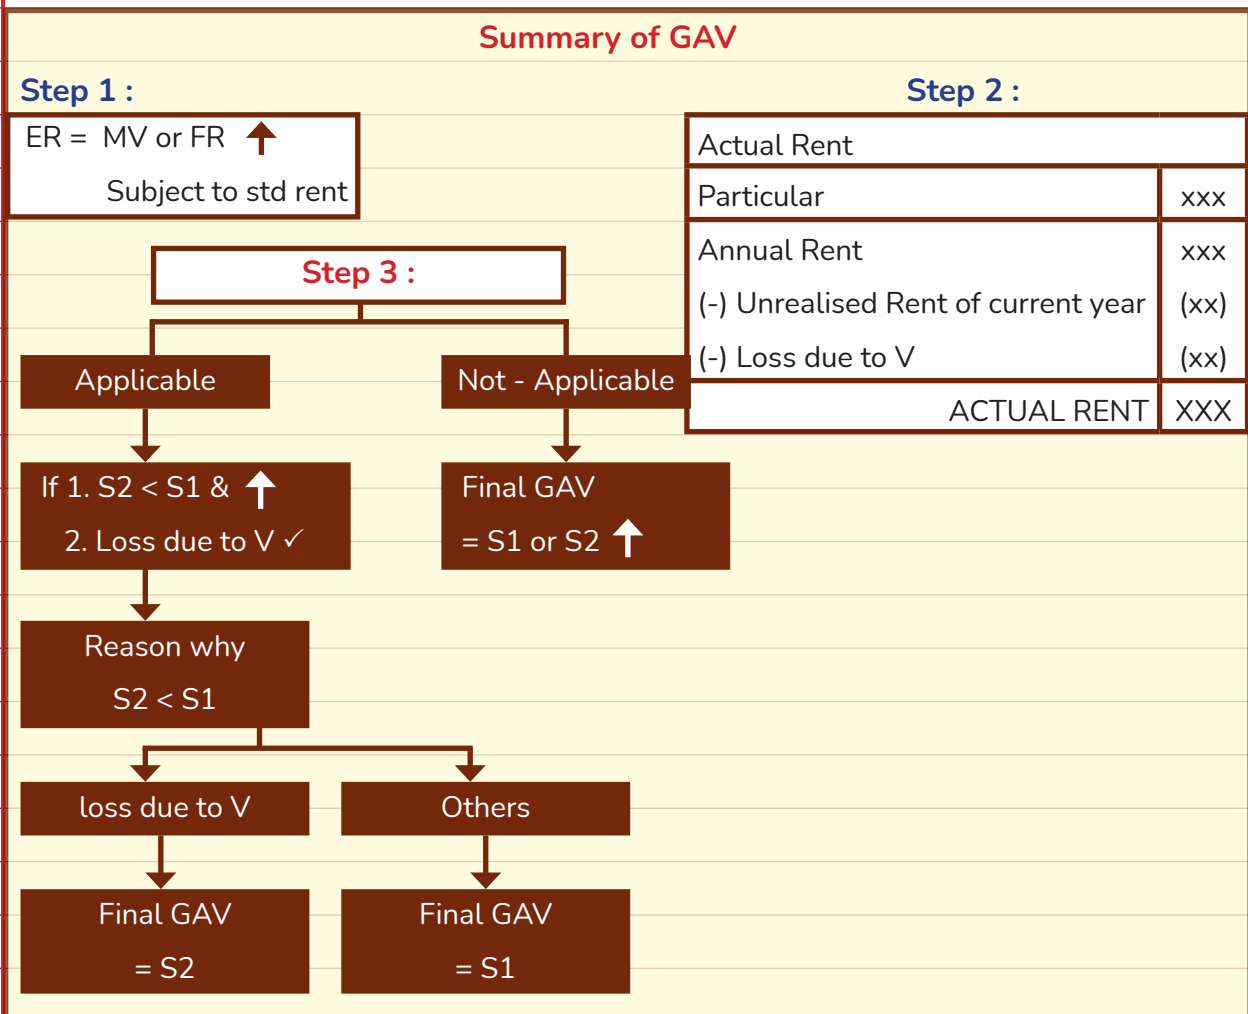 Summary of GAV
Step 1 :
ER = MV or FR ↑
Subject to std rent
Step 2 :
Actual Rent
Particular xxx
Annual Rent xxx
(-) Unrealised Rent of current year (xx)
(-) Loss due to V (xx)
ACTUAL RENT XXX
Step 3 :
Applicable
Not - Applicable
If 1. S2 < S1 & ↑
2. Loss due to V ✓
Final GAV
= S1 or S2 ↑
Reason why
S2 < S1
loss due to V
Others
Final GAV
= S2
Final GAV
= S1